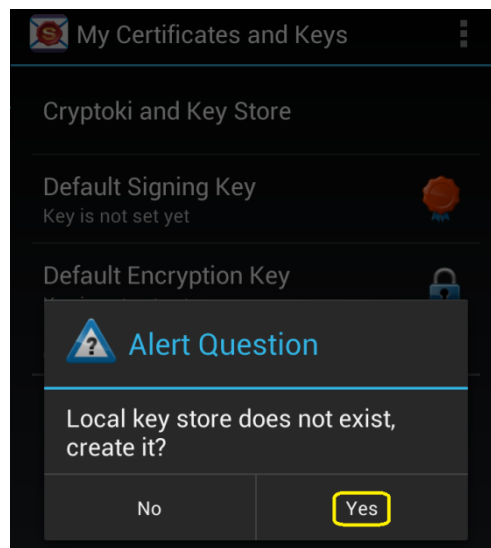 My Certificates and Keys
Cryptoki and Key Store
Default Signing Key
Key is not set yet
Default Encryption Key
Alert Question
Local key store does not exist,
create it?
No
Yes